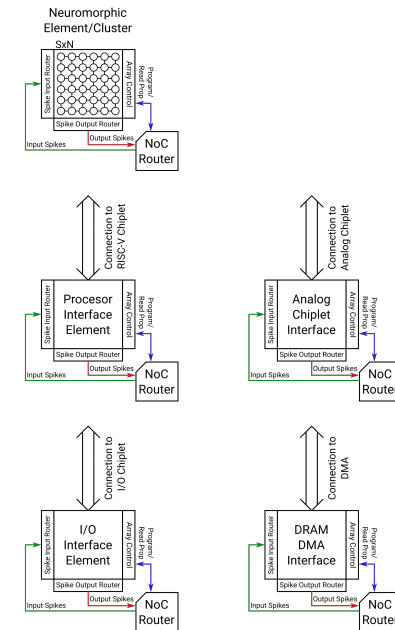 Neuromorphic
Element/Cluster
SxN
Spike Input Router
Array Control
Program/
Read Prop
Spike Output Router
Output Spikes
Input Spikes
NoC
Router
Connection to
RISC-V Chiplet
Spike Input Router
Procesor
Interface
Element
Array Control
Program/
Read Prop
Spike Output Router
Output Spikes
Input Spikes
NoC
Router
Connection to
Analog Chiplet
Spike Input Router
Analog
Chiplet
Interface
Array Control
Program/
Read Prop
Spike Output Router
Output Spikes
Input Spikes
NoC
Router
Connection to
I/O Chiplet
Spike Input Router
I/O
Interface
Element
Array Control
Program/
Read Prop
Spike Output Router
Output Spikes
Input Spikes
NoC
Router
Connection to
DMA
Spike Input Router
DRAM
DMA
Interface
Array Control
Program/
Read Prop
Spike Output Router
Output Spikes
Input Spikes
NoC
Router